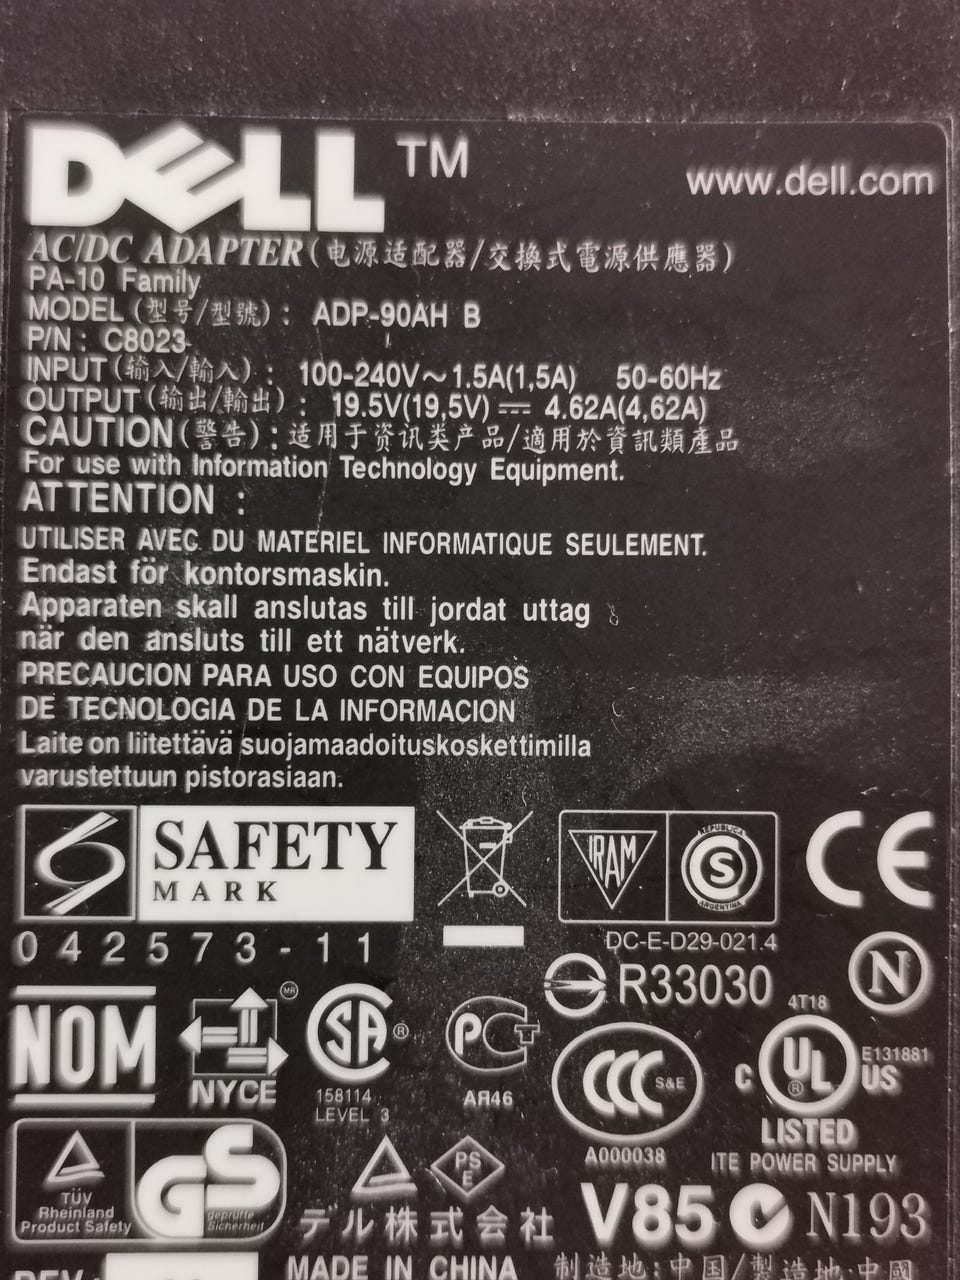 DELL™
www.dell.com
AC/DC ADAPTER(电源适配器/交換式電源供應器)
PA-10 Family
MODEL(型号/型號): ADP-90AH B
P/N: C8023
INPUT(输入/輸入): 100-240V~1.5A(1,5A) 50-60Hz
OUTPUT(输出/輸出): 19.5V(19,5V)⎓4.62A(4,62A)
CAUTION(警告):适用于资讯类产品/適用於資訊類產品
For use with Information Technology Equipment.
ATTENTION :
UTILISER AVEC DU MATERIEL INFORMATIQUE SEULEMENT.
Endast för kontorsmaskin.
Apparaten skall anslutas till jordat uttag
när den ansluts till ett nätverk.
PRECAUCION PARA USO CON EQUIPOS
DE TECNOLOGIA DE LA INFORMACION
Laite on liitettävä suojamaadoituskoskettimilla
varustettuun pistorasiaan.
SAFETY
MARK
042573-11
IRAM
REPUBLICA
S
ARGENTINA
DC-E-D29-021.4
CE
R33030
N
NOM
MR
NYCE
SA ®
158114
LEVEL 3
PCT
АЯ46
CCC S&E
A000038
4T18
C UL ® US
E131881
LISTED
ITE POWER SUPPLY
TÜV
Rheinland
Product Safety
GS
geprüfte
Sicherheit
PS
E
デル株式会社
V85
N193
MADE IN CHINA
制造地:中国/製造地:中國
REV: